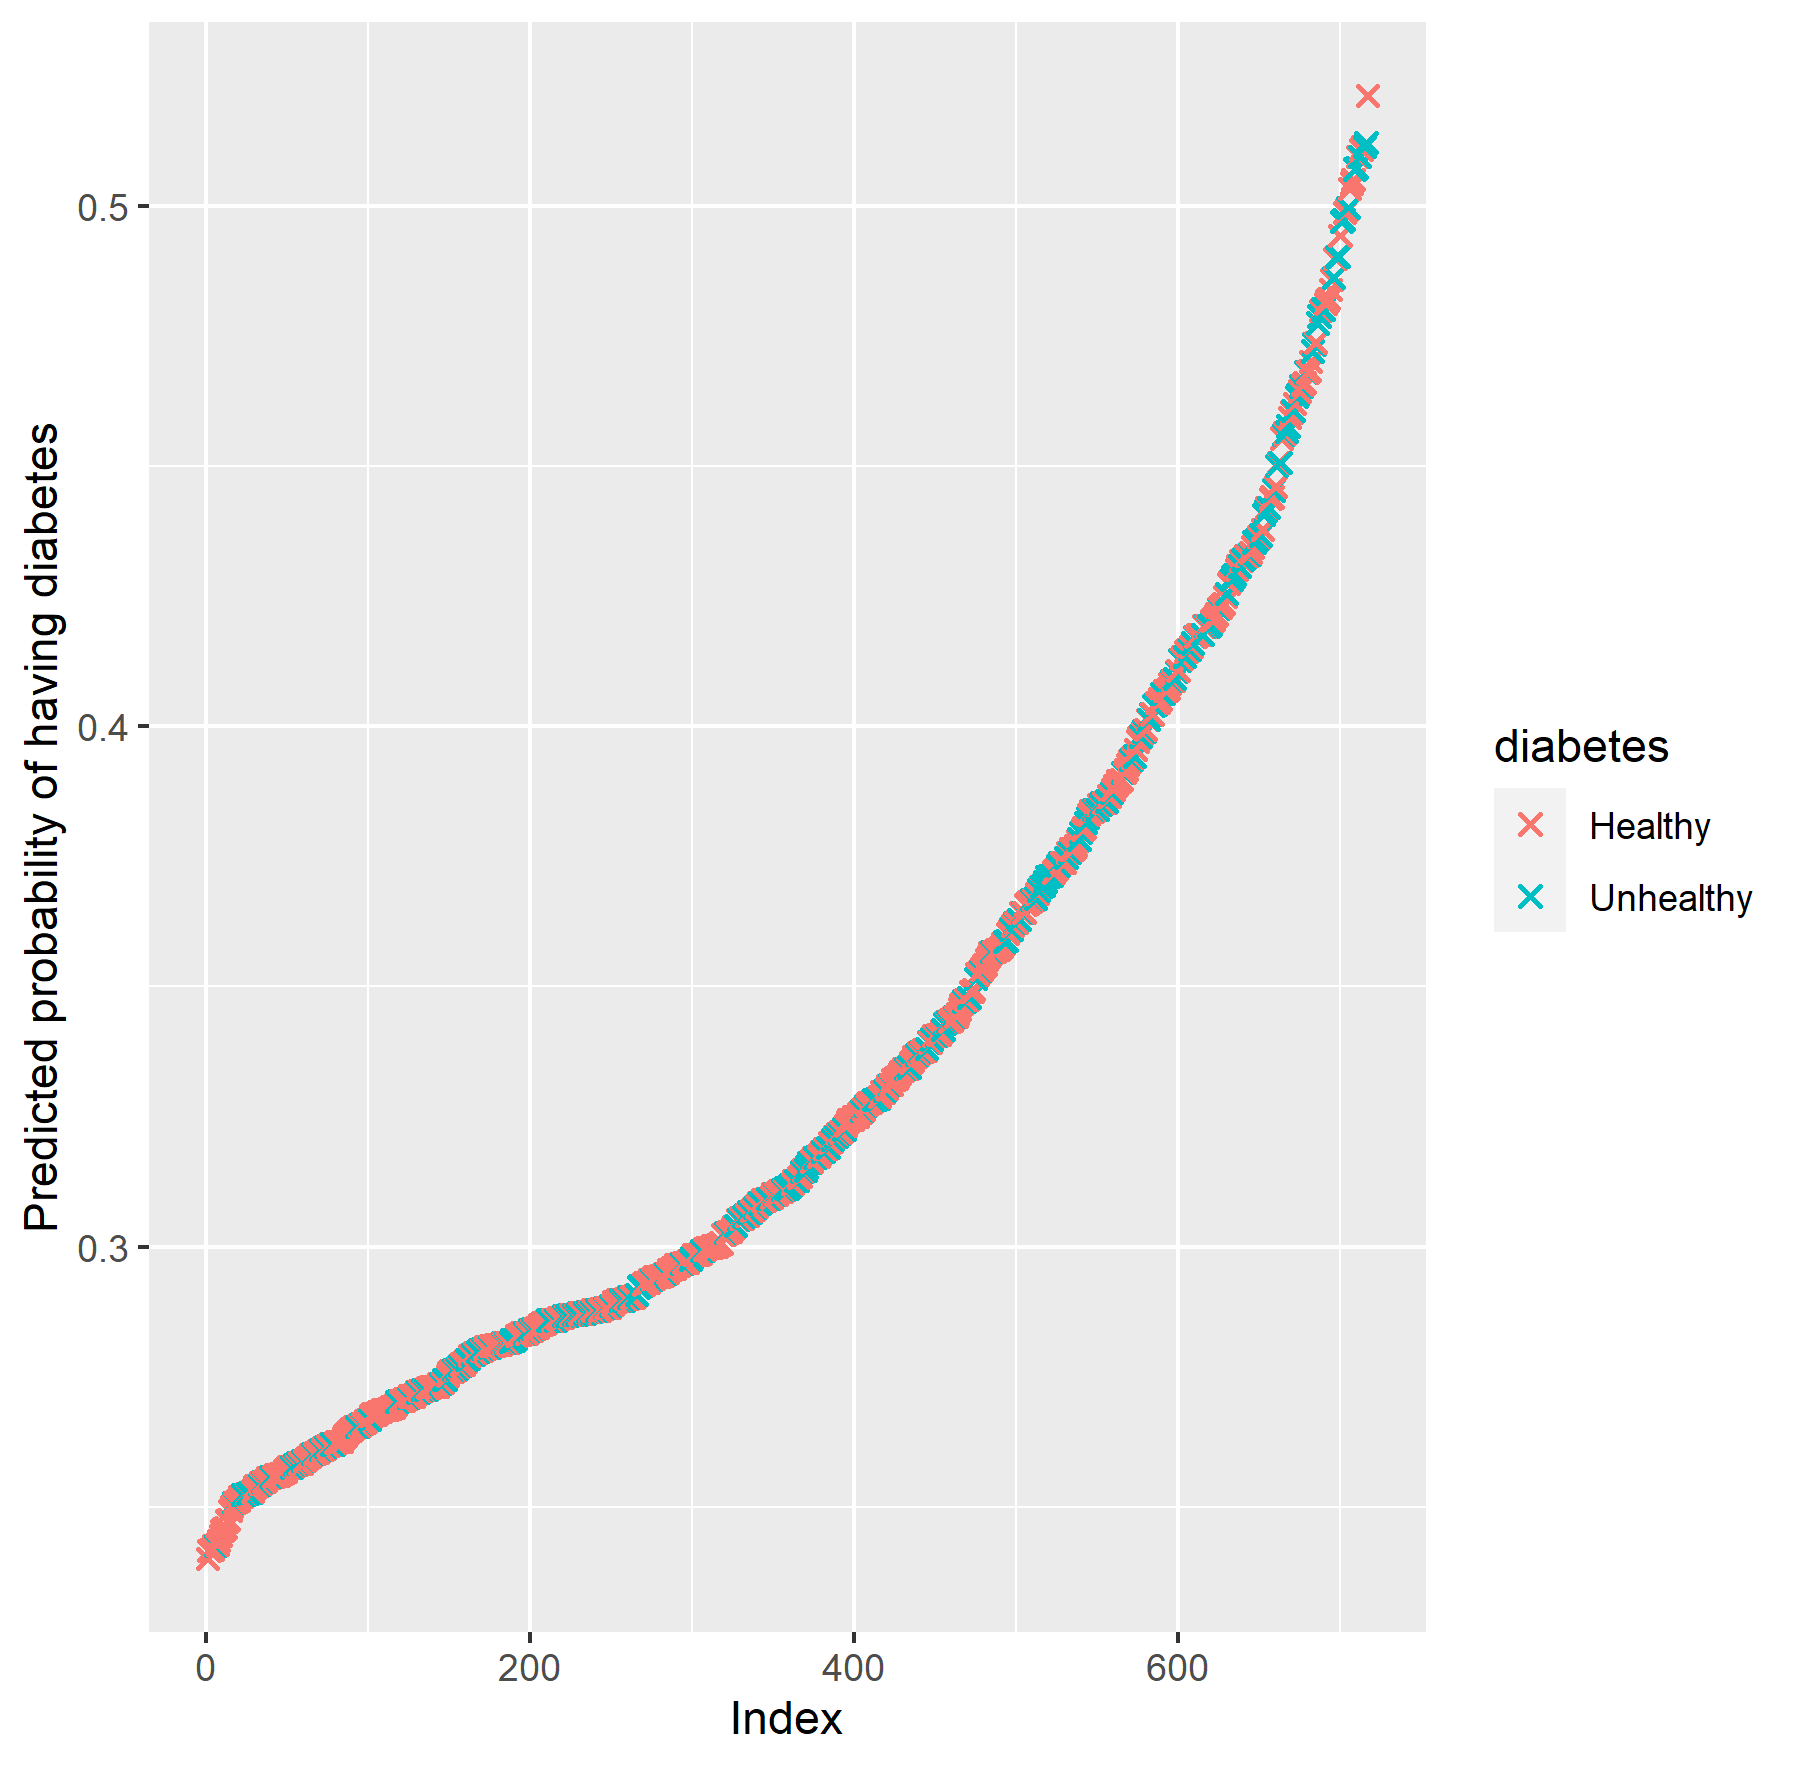 Predicted probability of having diabetes
0.5
0.4
0.3
0 200 400 600
Index
diabetes
Healthy
Unhealthy